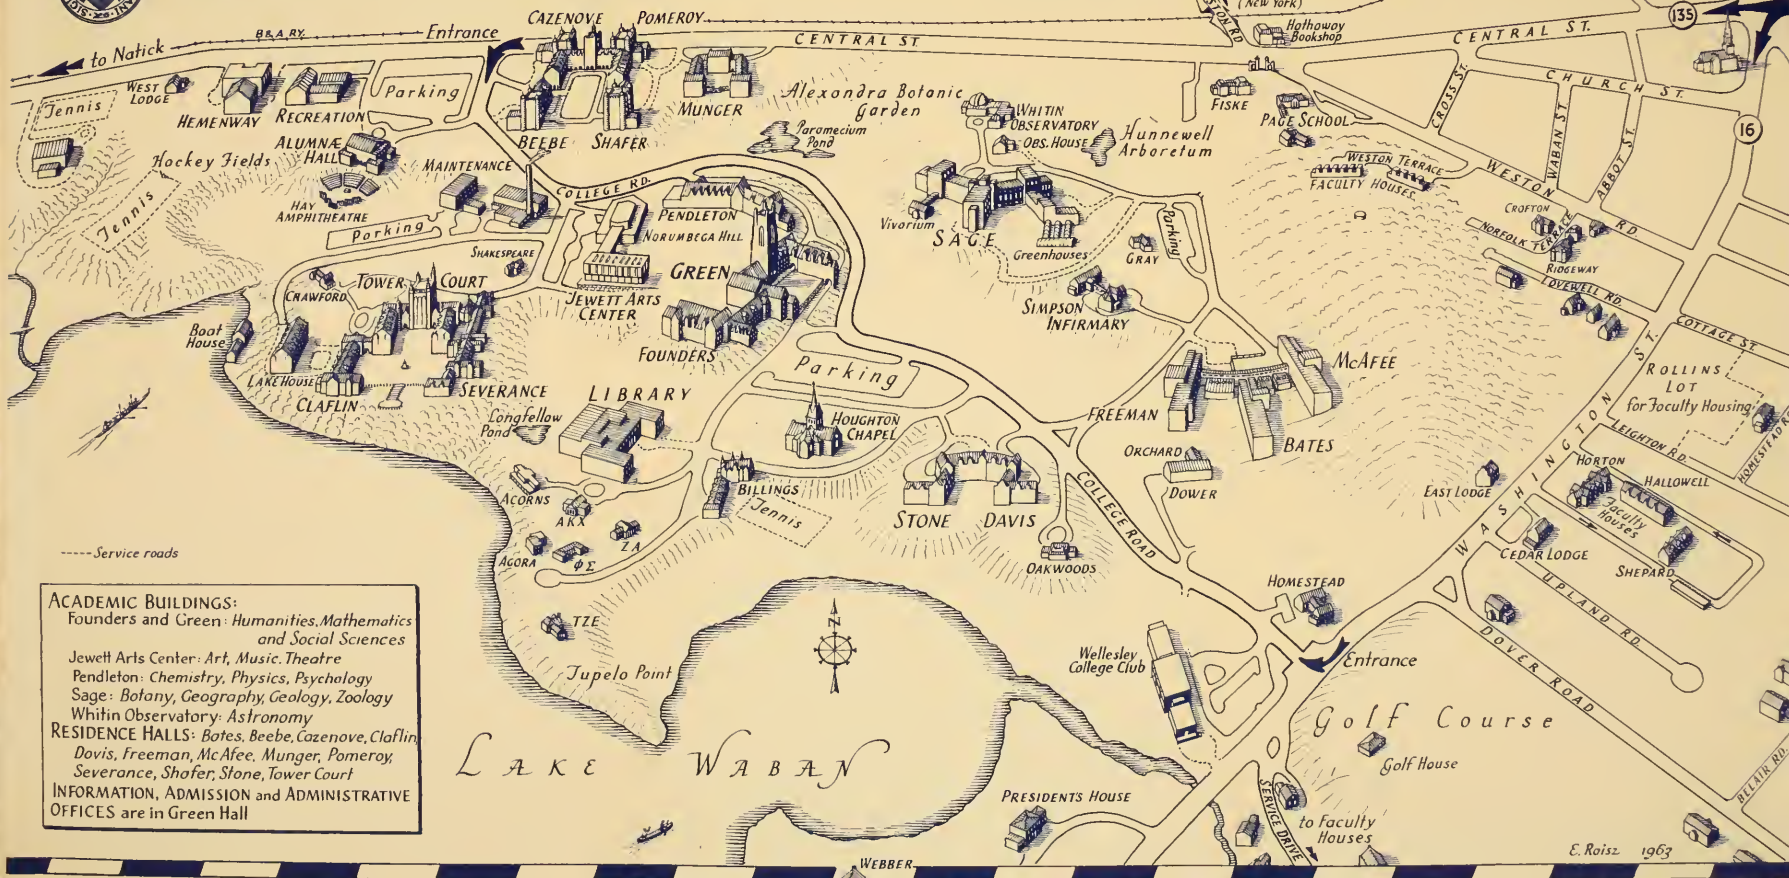 (New York)
135
CAZENOVE
POMEROY
Hathaway
Bookshop
WESTON RD
to Natick
B&A.RY.
Entrance
CENTRAL ST.
CENTRAL ST.
CHURCH ST.
CROSS ST.
WABAN ST.
ABBOT ST.
16
WEST
LODGE
Tennis
HEMENWAY
RECREATION
Parking
MUNGER
Alexandra Botanic
Garden
WHITIN
OBSERVATORY
OBS. HOUSE
Hunnewell
Arboretum
FISKE
PAGE SCHOOL
BEEBE
SHAFER
Paramecium
Pond
ALUMNÆ
HALL
Hockey Fields
MAINTENANCE
WESTON TERRACE
FACULTY HOUSES
WESTON RD
COLLEGE RD.
HAY
AMPHITHEATRE
Tennis
Parking
PENDLETON
NORUMBEGA HILL
Vivarium
SAGE
Greenhouses
Parking
GRAY
CROFTON
NORFOLK TERRACE
RIDGEWAY
LOVEWELL RD.
SHAKESPEARE
GREEN
CRAWFORD
TOWER COURT
JEWETT ARTS
CENTER
SIMPSON
INFIRMARY
COTTAGE ST.
Boat
House
FOUNDERS
LAKE HOUSE
CLAFLIN
SEVERANCE
LIBRARY
Parking
McAFEE
ROLLINS
LOT
for Faculty Housing
Longfellow
Pond
HOUGHTON
CHAPEL
FREEMAN
BATES
LEIGHTON RD.
HOMESTEAD RD
ORCHARD
DOWER
WASHINGTON ST.
HORTON
HALLOWELL
EAST LODGE
Faculty
Houses
ACORNS
AKX
BILLINGS
Tennis
STONE
DAVIS
COLLEGE ROAD
AGORA
ΦΣ
ZA
OAKWOODS
CEDAR LODGE
SHEPARD
-----Service roads
UPLAND RD.
HOMESTEAD
DOVER ROAD
TZE
Tupelo Point
N
Wellesley
College Club
Entrance
Golf Course
Golf House
ACADEMIC BUILDINGS:
Founders and Green: Humanities, Mathematics
and Social Sciences
Jewett Arts Center: Art, Music. Theatre
Pendleton: Chemistry, Physics, Psychology
Sage: Botany, Geography, Geology, Zoology
Whitin Observatory: Astronomy
RESIDENCE HALLS: Bates, Beebe, Cazenove, Claflin,
Davis, Freeman, McAfee, Munger, Pomeroy,
Severance, Shafer, Stone, Tower Court
INFORMATION, ADMISSION and ADMINISTRATIVE
OFFICES are in Green Hall
LAKE WABAN
PRESIDENT'S HOUSE
SERVICE DRIVE
to Faculty
Houses
BELAIR RD.
E. Raisz 1963
WEBBER